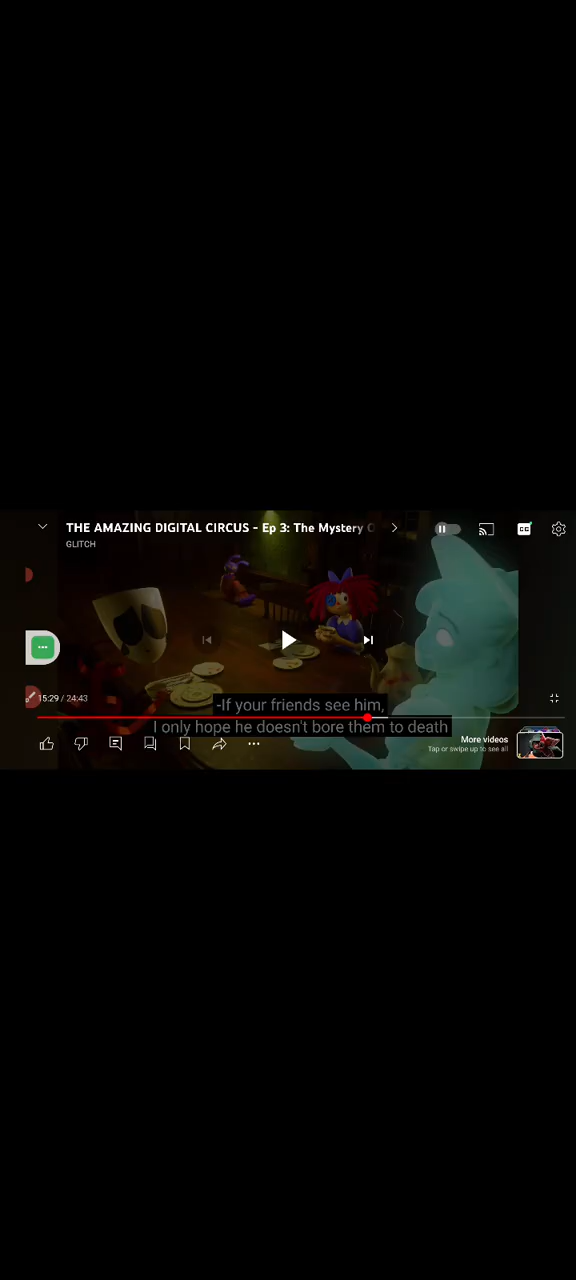 THE AMAZING DIGITAL CIRCUS - Ep 3: The Mystery
GLITCH
15:29 / 24:43
-If your friends see him,
I only hope he doesn't bore them to death
More videos
Tap or swipe up to see all